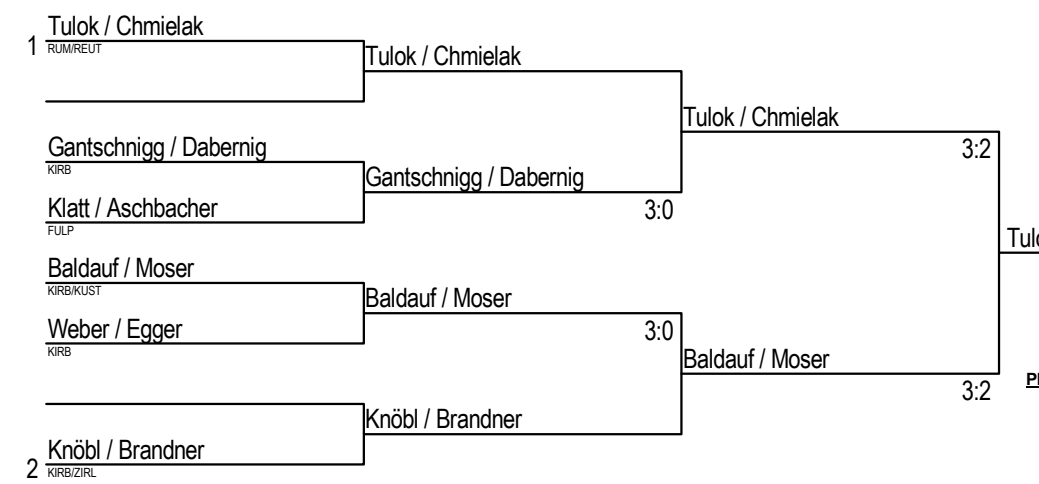 Tulok / Chmielak
1 RUM/REUT
Tulok / Chmielak
Tulok / Chmielak
3:2
Gantschnigg / Dabernig
KIRB
Gantschnigg / Dabernig
3:0
Klatt / Aschbacher
FULP
Baldauf / Moser
KIRB/KUST
Baldauf / Moser
3:0
Weber / Egger
KIRB
Baldauf / Moser
3:2
Knöbl / Brandner
Knöbl / Brandner
2 KIRB/ZIRL